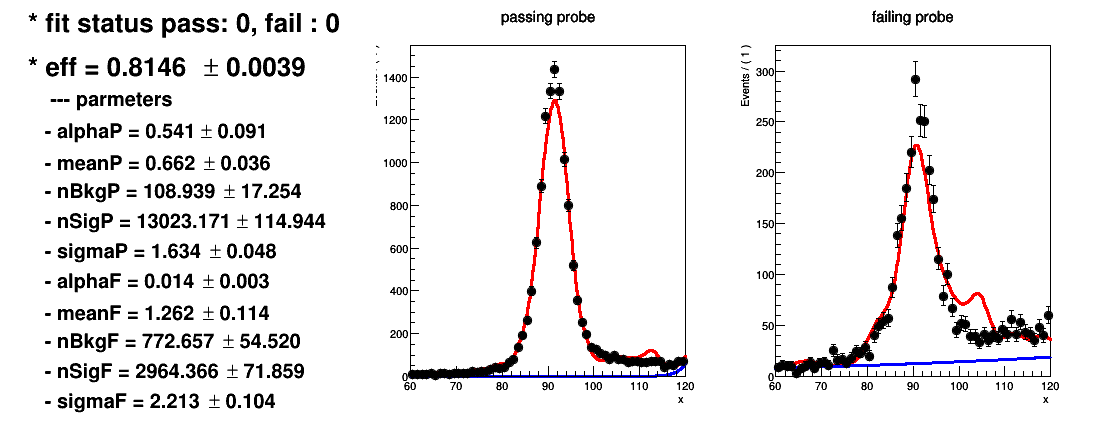 * fit status pass: 0, fail : 0
* eff = 0.8146 ± 0.0039
--- parmeters
- alphaP = 0.541 ± 0.091
- meanP = 0.662 ± 0.036
- nBkgP = 108.939 ± 17.254
- nSigP = 13023.171 ± 114.944
- sigmaP = 1.634 ± 0.048
- alphaF = 0.014 ± 0.003
- meanF = 1.262 ± 0.114
- nBkgF = 772.657 ± 54.520
- nSigF = 2964.366 ± 71.859
- sigmaF = 2.213 ± 0.104
passing probe
1400
1200
1000
800
600
400
200
0
60 70 80 90 100 110 120
x
failing probe
Events / ( 1 )
300
250
200
150
100
50
0
60 70 80 90 100 110 120
x